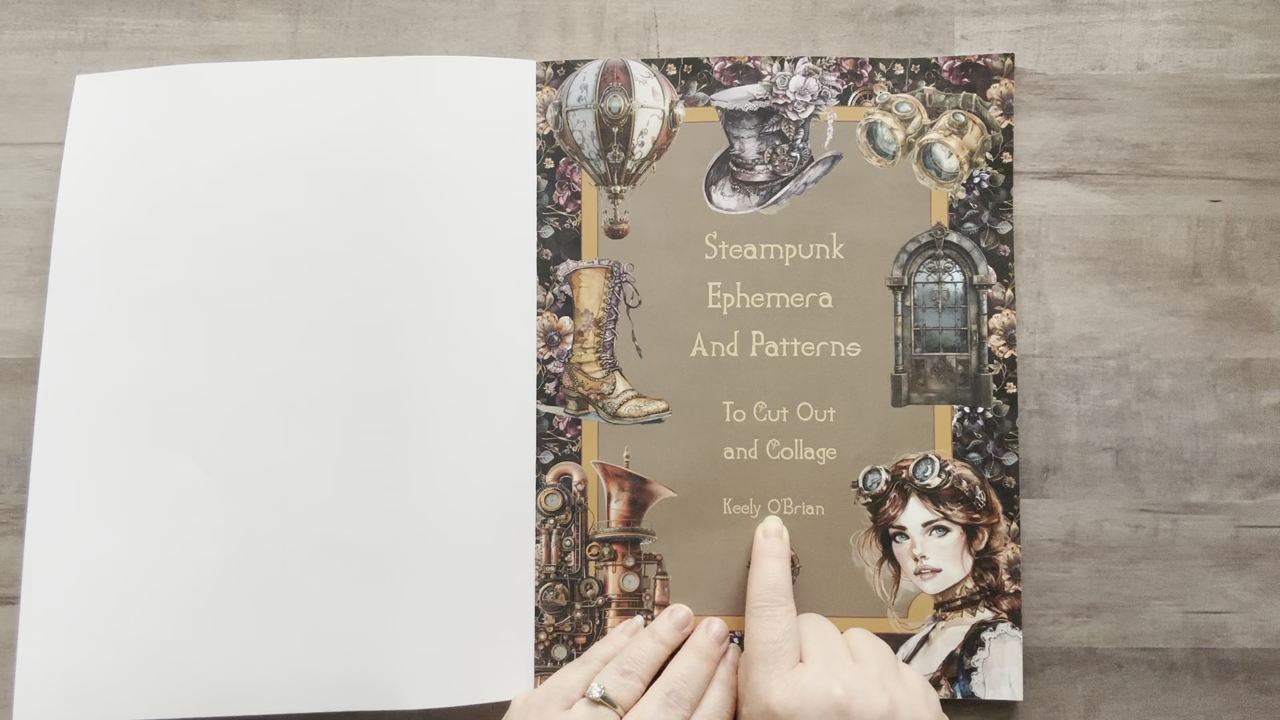 Steampunk
Ephemera
And Patterns
To Cut Out
and Collage
Keely O'Brian